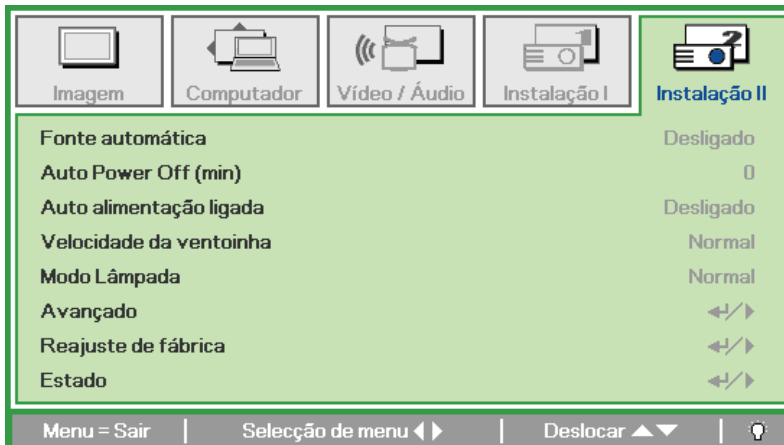 Imagem Computador Vídeo / Áudio Instalação I Instalação II
Fonte automática Desligado
Auto Power Off (min) 0
Auto alimentação ligada Desligado
Velocidade da ventoinha Normal
Modo Lâmpada Normal
Avançado
Reajuste de fábrica
Estado
Menu = Sair Selecção de menu Deslocar